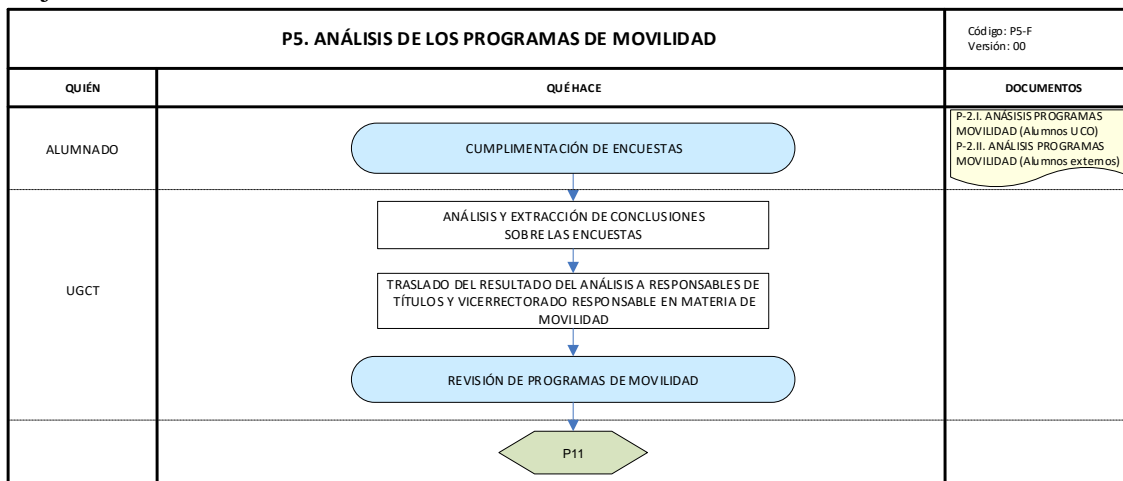 P5. ANÁLISIS DE LOS PROGRAMAS DE MOVILIDAD
Código: P5-F
Versión: 00
QUIÉN
QUÉ HACE
DOCUMENTOS
ALUMNADO
CUMPLIMENTACIÓN DE ENCUESTAS
P-2.I. ANÁSISIS PROGRAMAS
MOVILIDAD (Alumnos UCO)
P-2.II. ANÁLISIS PROGRAMAS
MOVILIDAD (Alumnos externos)
UGCT
ANÁLISIS Y EXTRACCIÓN DE CONCLUSIONES
SOBRE LAS ENCUESTAS
TRASLADO DEL RESULTADO DEL ANÁLISIS A RESPONSABLES DE
TÍTULOS Y VICERRECTORADO RESPONSABLE EN MATERIA DE
MOVILIDAD
REVISIÓN DE PROGRAMAS DE MOVILIDAD
P11